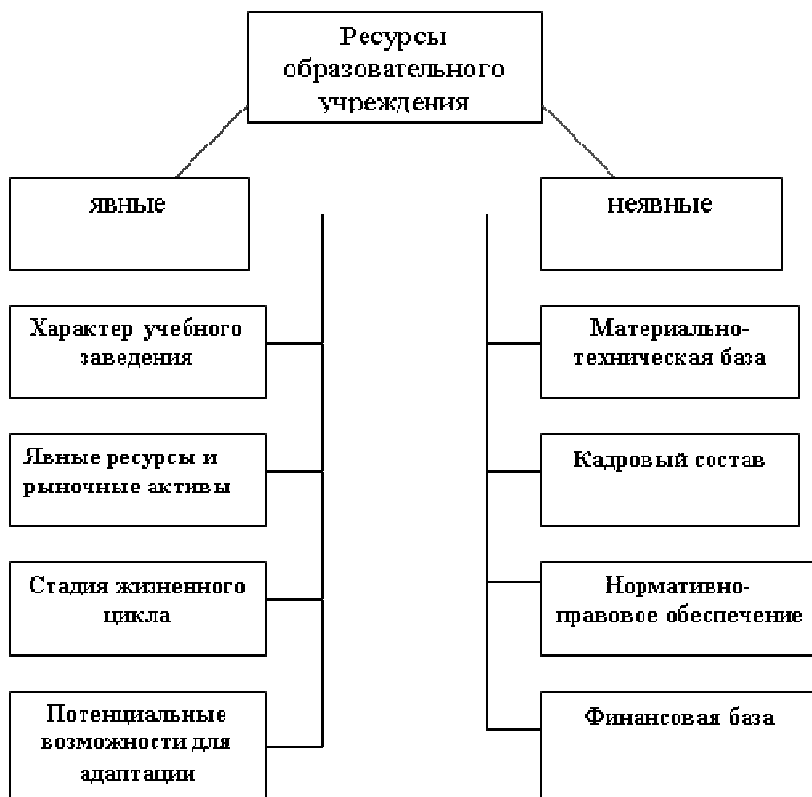 Ресурсы
образовательного
учреждения
явные
неявные
Характер учебного
заведения
Явные ресурсы и
рыночные активы
Стадия жизненного
цикла
Потенциальные
возможности для
адаптации
Материально-
техническая база
Кадровый состав
Нормативно-
правовое обеспечение
Финансовая база